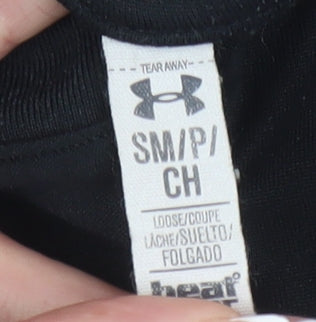 TEAR AWAY
SM/P/
CH
LOOSE/COUPE
LÂCHE/SUELTO/
FOLGADO
heat